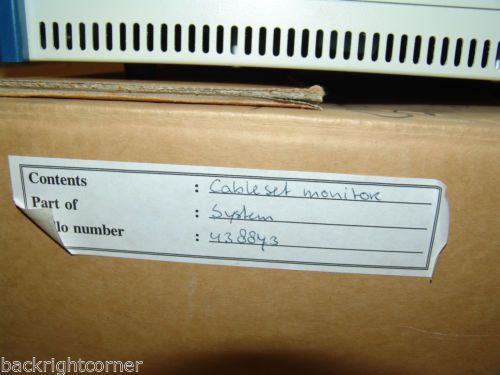 Contents : Cableset monitor
Part of : System
lo number : 438843
backrightcorner